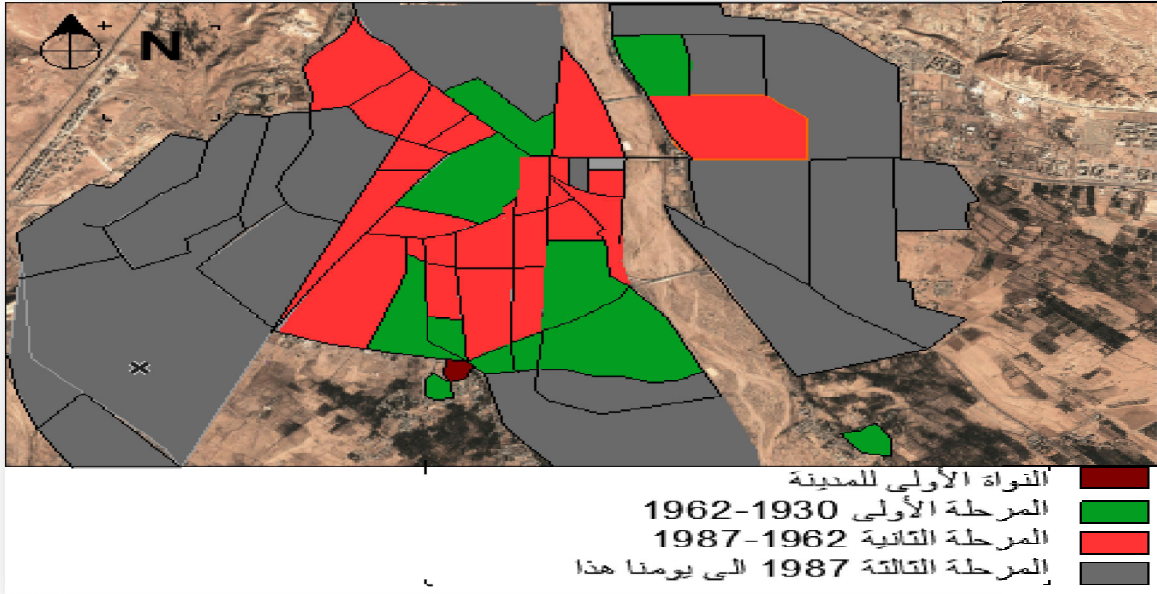 N
النواة الأولى للمدينة
المرحلة الأولى 1930-1962
المرحلة الثانية 1962-1987
المرحلة الثالثة 1987 الى يومنا هذا